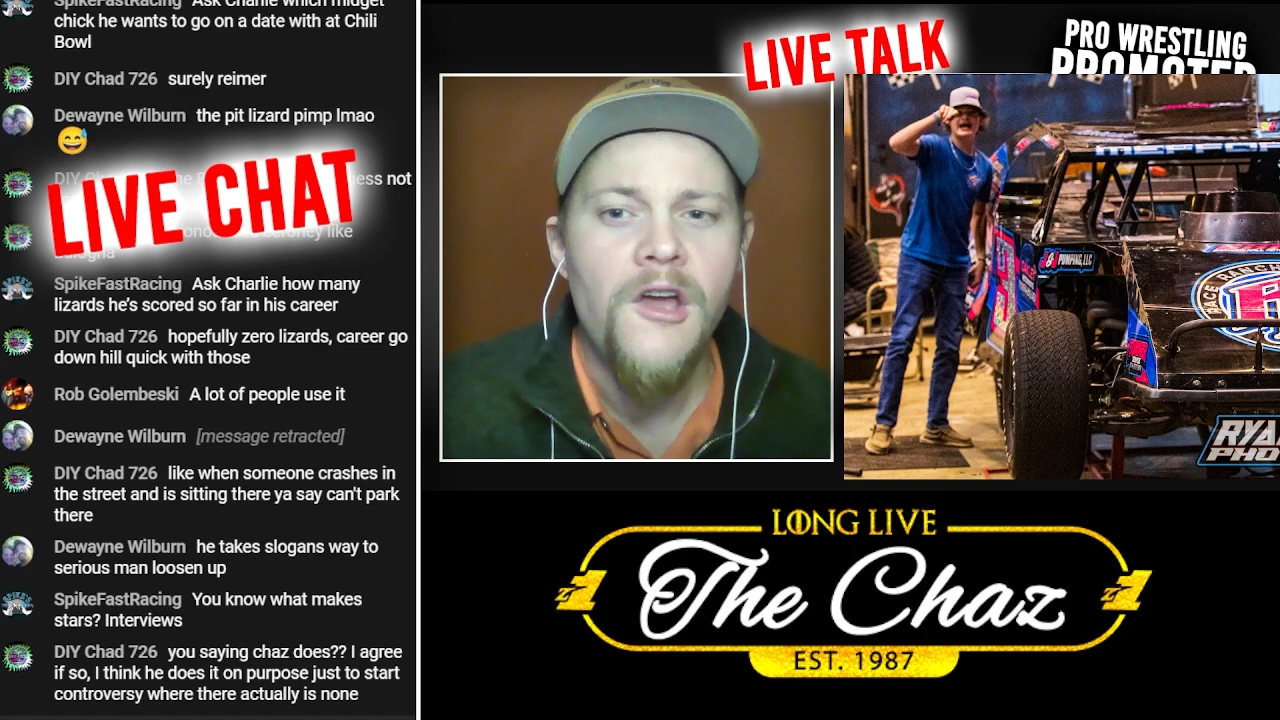 SpikeFastRacing Ask Charlie which midget
chick he wants to go on a date with at Chili
Bowl
DIY Chad 726 surely reimer
Dewayne Wilburn the pit lizard pimp lmao
not
like
LIVE CHAT
SpikeFastRacing Ask Charlie how many
lizards he's scored so far in his career
DIY Chad 726 hopefully zero lizards, career go
down hill quick with those
Rob Golembeski A lot of people use it
Dewayne Wilburn [message retracted]
DIY Chad 726 like when someone crashes in
the street and is sitting there ya say can't park
there
Dewayne Wilburn he takes slogans way to
serious man loosen up
SpikeFastRacing You know what makes
stars? Interviews
DIY Chad 726 you saying chaz does?? I agree
if so, I think he does it on purpose just to start
controversy where there actually is none
LIVE TALK
PRO WRESTLING
PROMOTER
PUMPING, LLC
LONG LIVE
The Chaz
EST. 1987